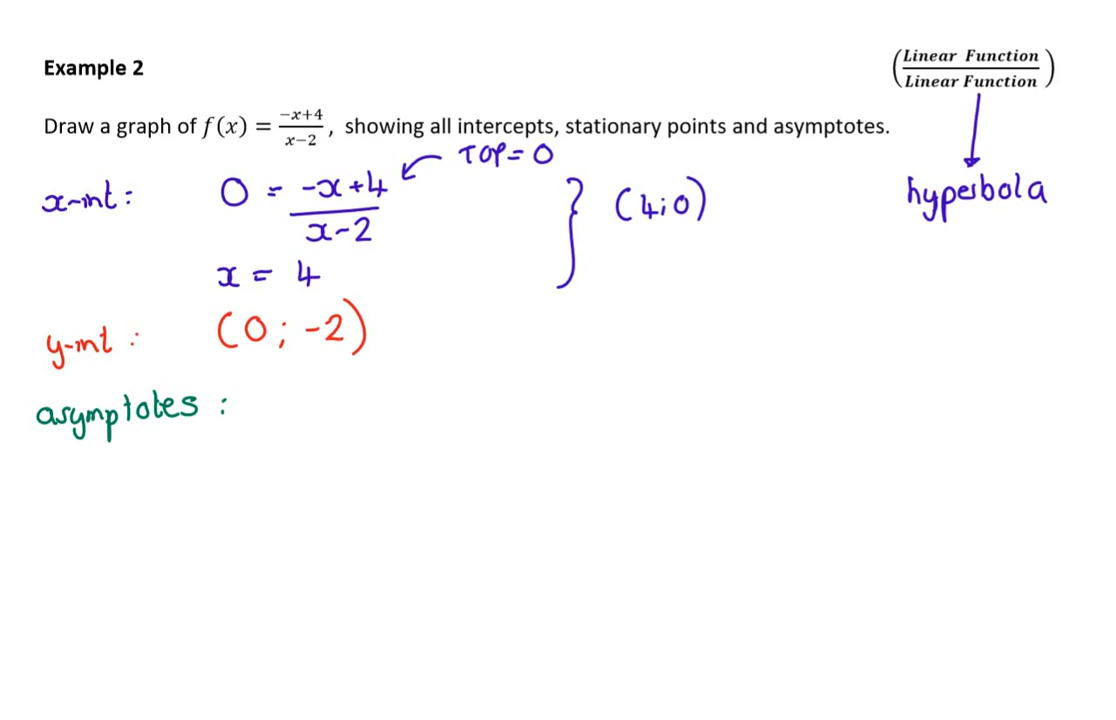 Example 2
(Linear Function / Linear Function)
Draw a graph of f(x) = (-x+4)/(x-2), showing all intercepts, stationary points and asymptotes.
TOP = 0
x-int: 0 = (-x+4)/(x-2) } (4;0)
hyperbola
x = 4
y-int: (0; -2)
asymptotes: